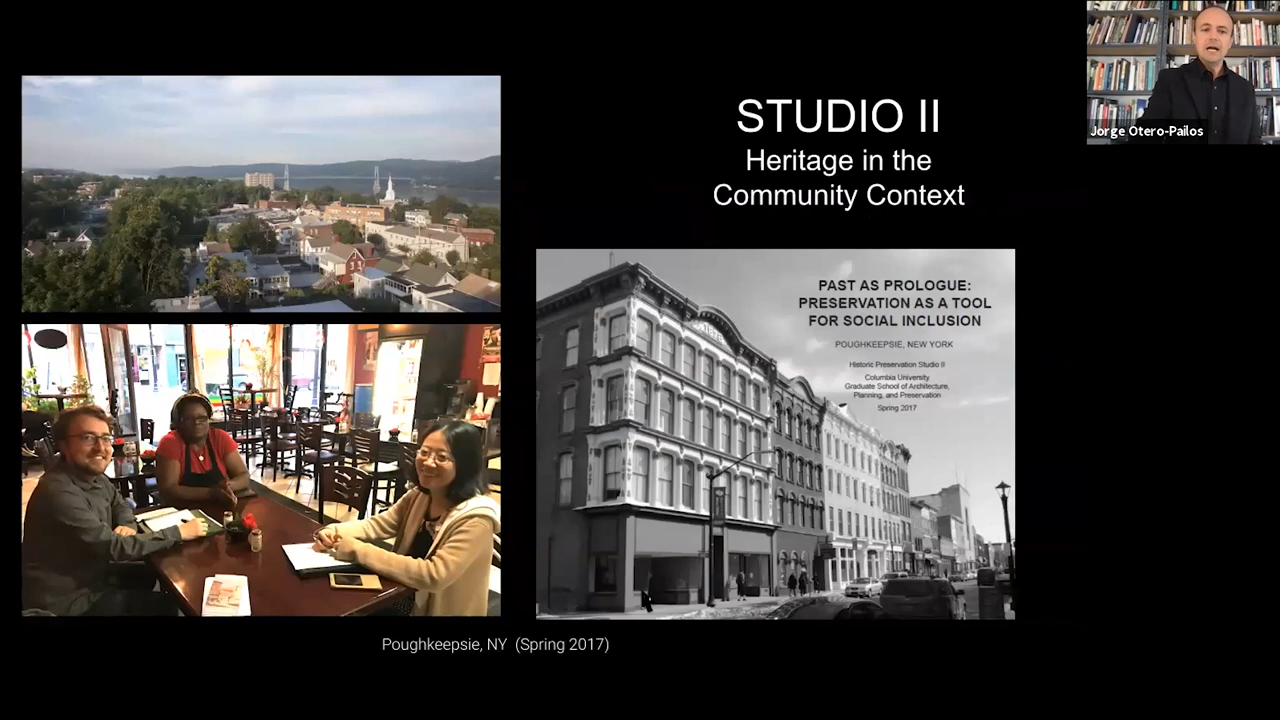 STUDIO II
Heritage in the
Community Context
Jorge Otero-Pailos
PAST AS PROLOGUE:
PRESERVATION AS A TOOL
FOR SOCIAL INCLUSION
POUGHKEEPSIE, NEW YORK
Historic Preservation Studio II
Columbia University
Graduate School of Architecture,
Planning, and Preservation
Spring 2017
1876
Poughkeepsie, NY (Spring 2017)